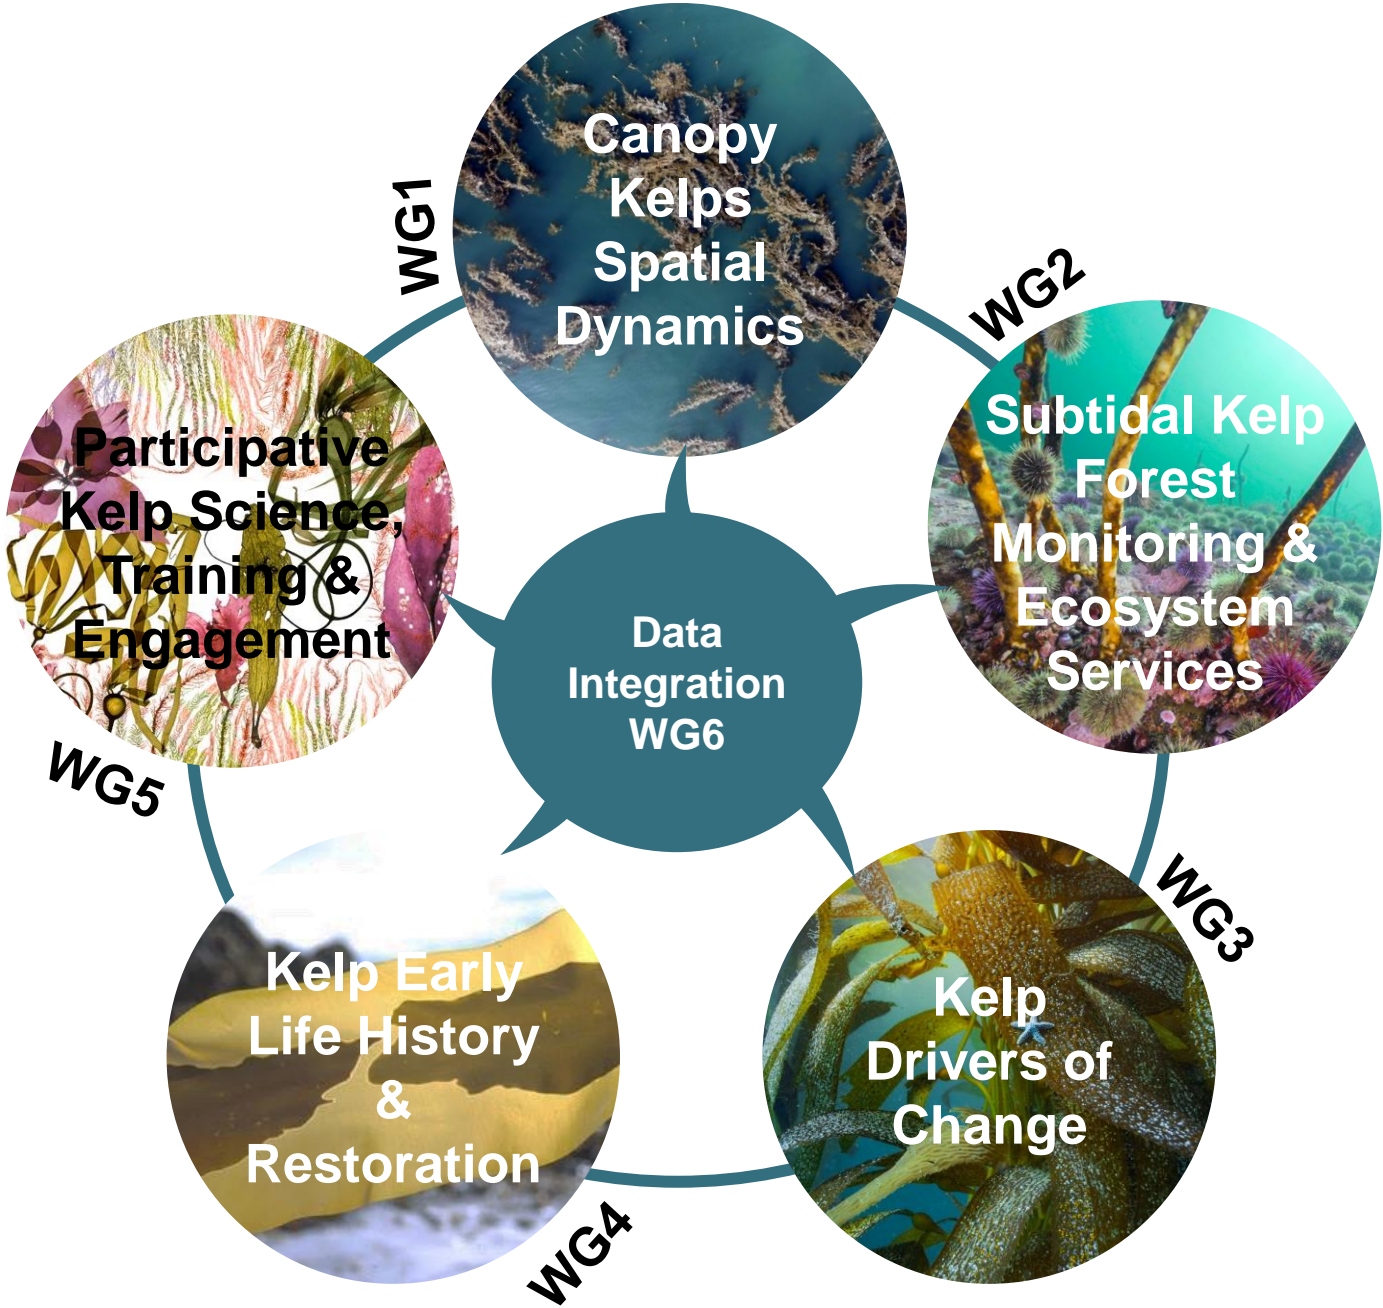 WG1
Canopy
Kelps
Spatial
Dynamics
WG2
Subtidal Kelp
Forest
Monitoring &
Ecosystem
Services
WG3
Kelp
Drivers of
Change
WG4
Kelp Early
Life History
&
Restoration
WG5
Participative
Kelp Science,
Training &
Engagement
Data
Integration
WG6